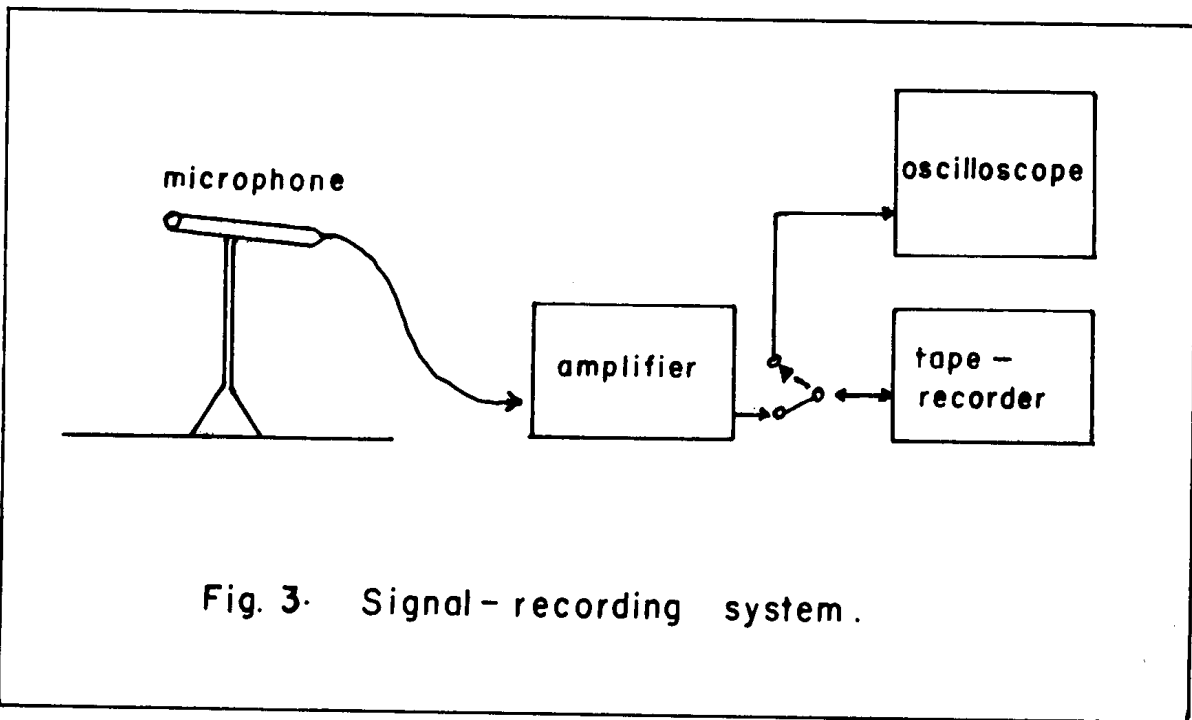 microphone
oscilloscope
amplifier
tape –
recorder
Fig. 3. Signal – recording system.